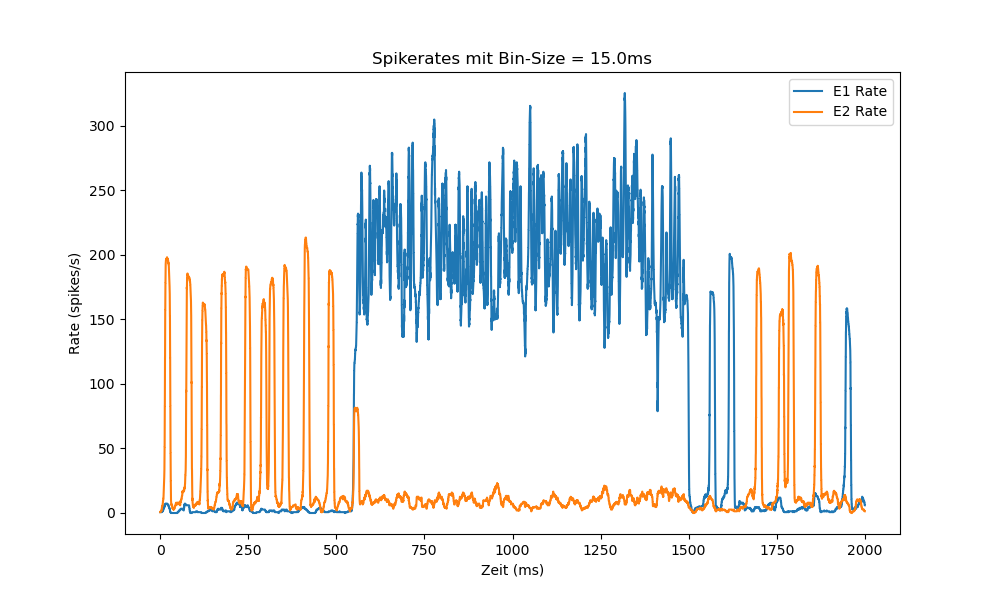 Spikerates mit Bin-Size = 15.0ms
E1 Rate
E2 Rate
Rate (spikes/s)
300
250
200
150
100
50
0
0 250 500 750 1000 1250 1500 1750 2000
Zeit (ms)